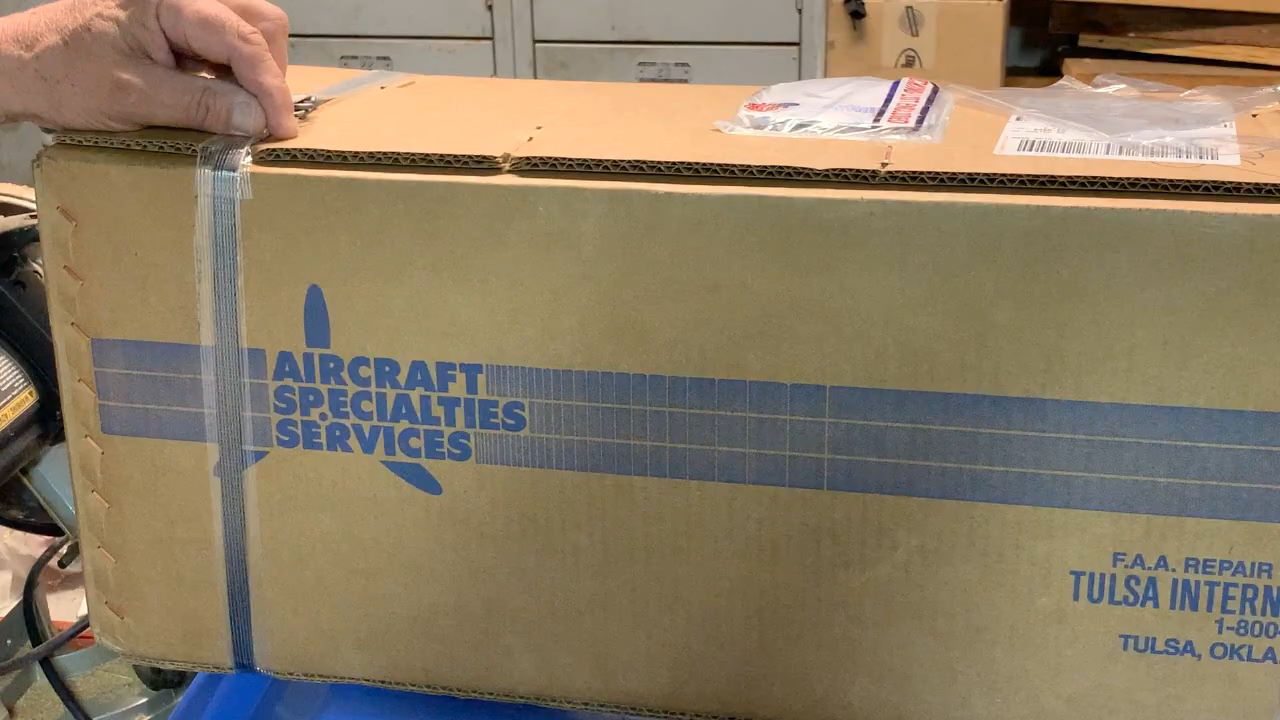 AIRCRAFT
SPECIALTIES
SERVICES
F.A.A. REPAIR
TULSA INTERN
1-800-
TULSA, OKLA